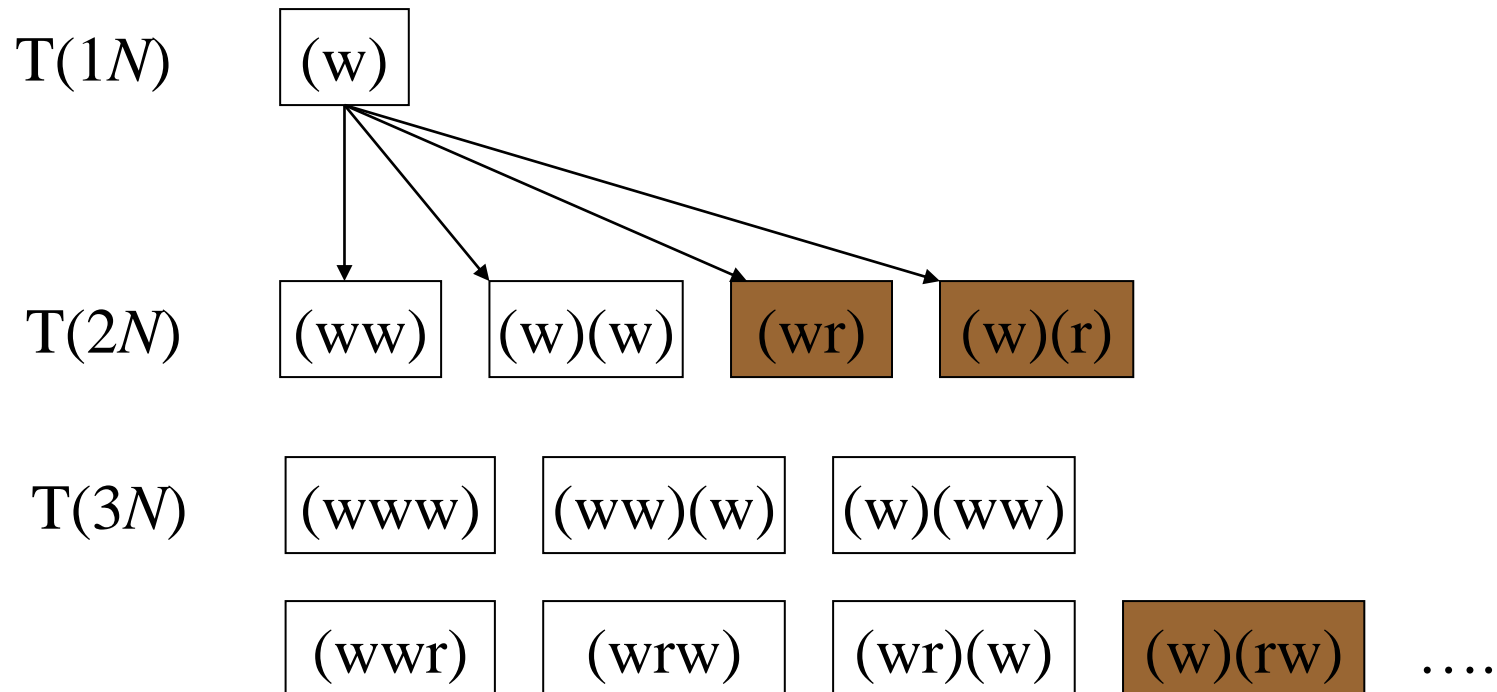 T(1N) (w)
T(2N) (ww) (w)(w) (wr) (w)(r)
T(3N) (www) (ww)(w) (w)(ww)
(wwr) (wrw) (wr)(w) (w)(rw) ….